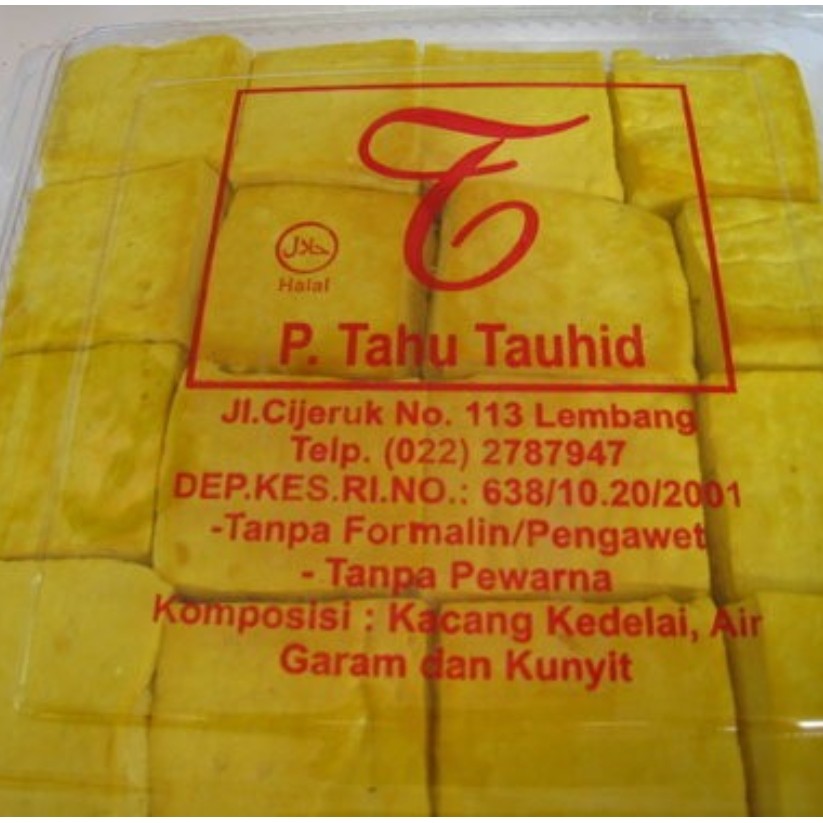 T
حلال
Halal
P. Tahu Tauhid
Jl.Cijeruk No. 113 Lembang
Telp. (022) 2787947
DEP.KES.RI.NO.: 638/10.20/2001
-Tanpa Formalin/Pengawet
- Tanpa Pewarna
Komposisi : Kacang Kedelai, Air
Garam dan Kunyit